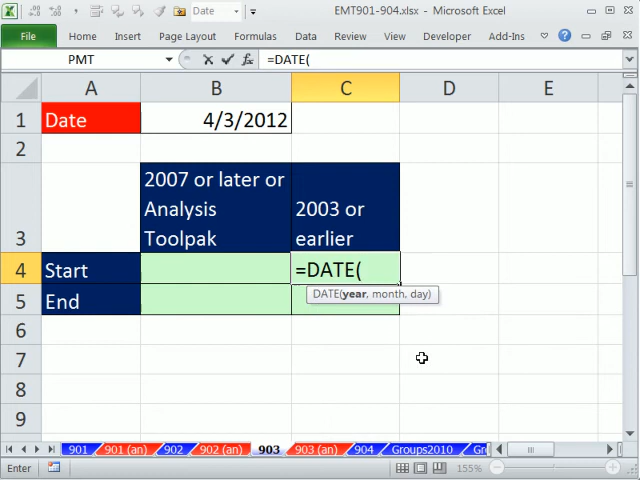 Date
EMT901-904.xlsx - Microsoft Excel
File Home Insert Page Layout Formulas Data Review View Developer Add-Ins
PMT =DATE(
A B C D E
1 Date 4/3/2012
2
3 2007 or later or Analysis Toolpak 2003 or earlier
4 Start =DATE(
DATE(year, month, day)
5 End
6
7
8
9
901 901 (an) 902 902 (an) 903 903 (an) 904 Groups2010
Enter 155%